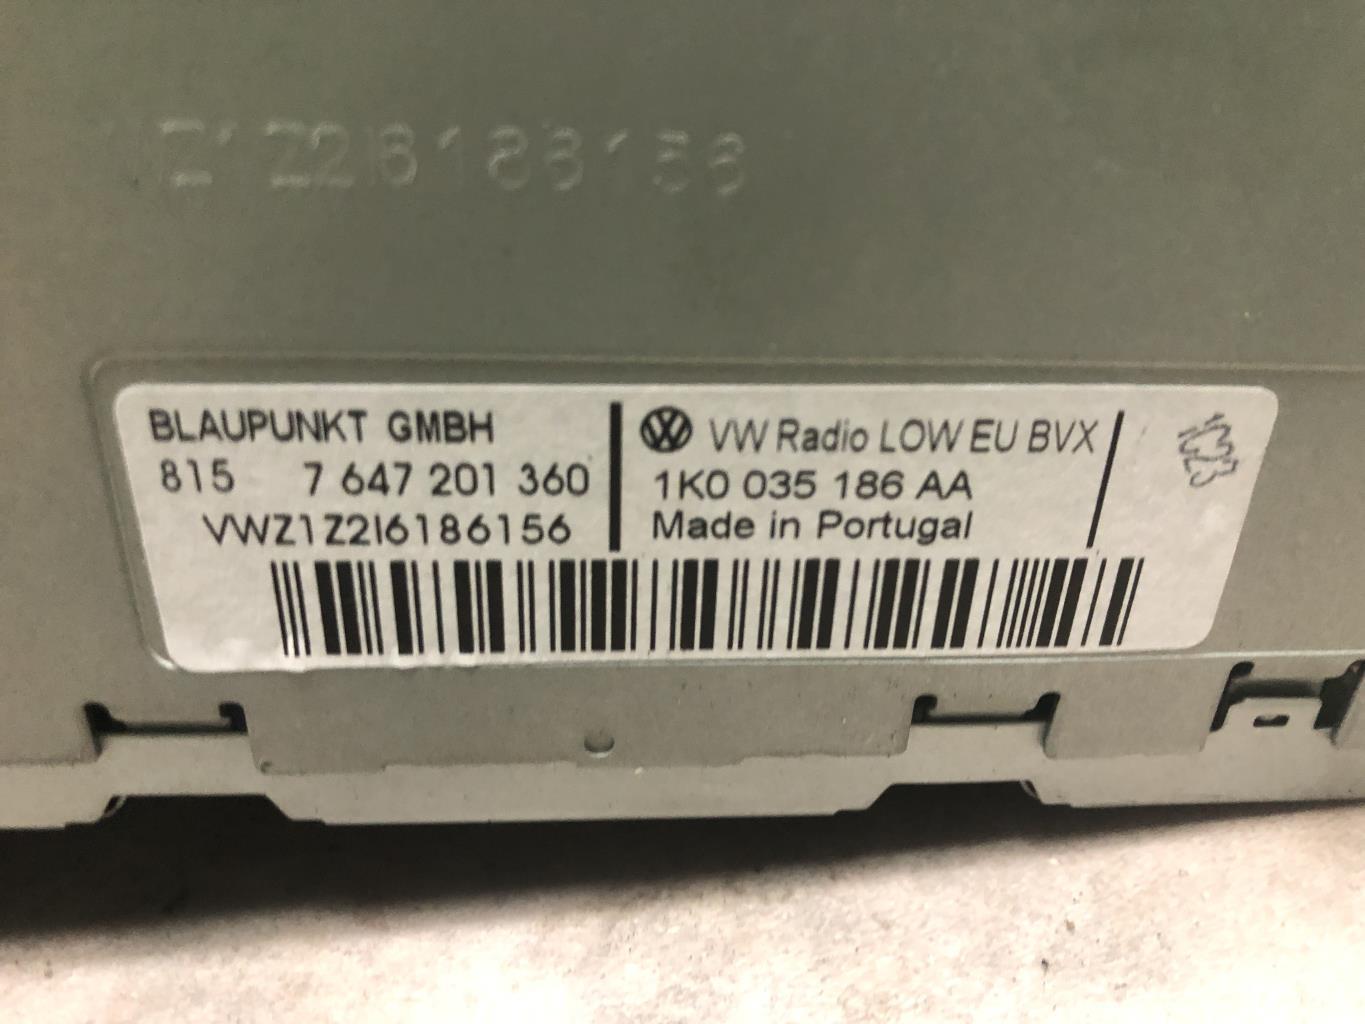 Z1Z2I6186156
BLAUPUNKT GMBH
815 7 647 201 360
VWZ1Z2I6186156
VW Radio LOW EU BVX
1K0 035 186 AA
Made in Portugal